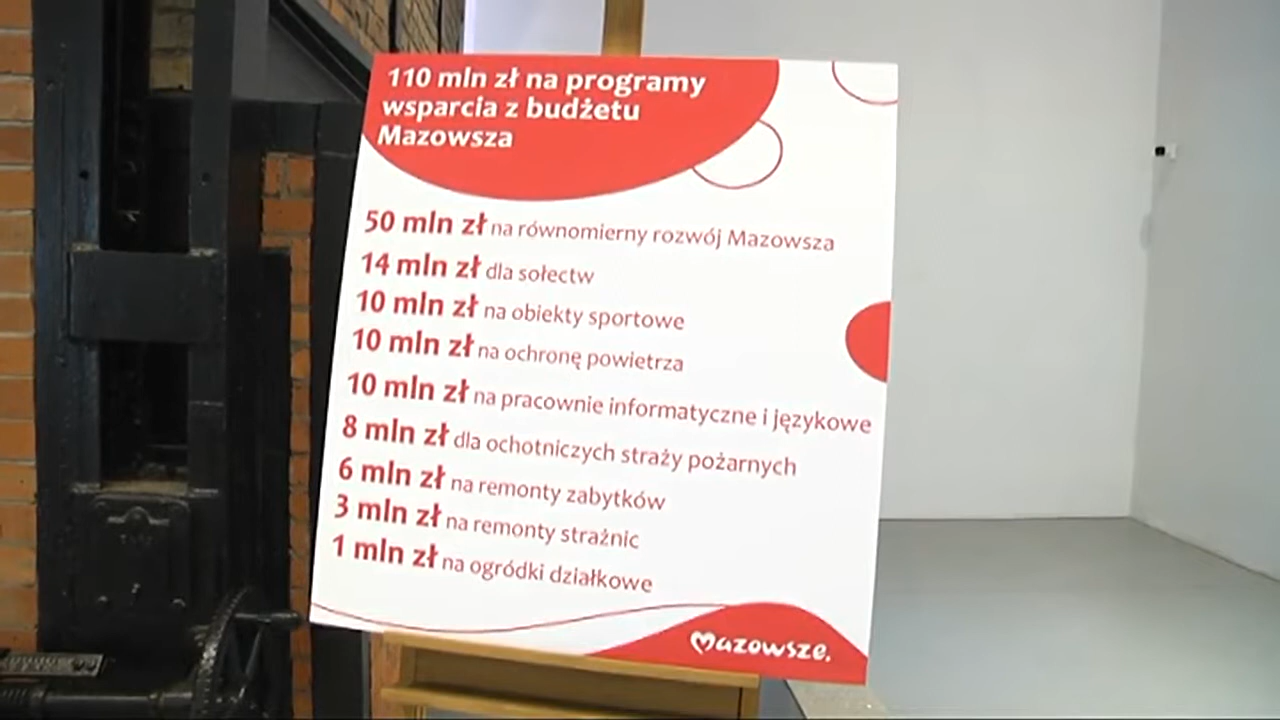 110 mln zł na programy
wsparcia z budżetu
Mazowsza
50 mln zł na równomierny rozwój Mazowsza
14 mln zł dla sołectw
10 mln zł na obiekty sportowe
10 mln zł na ochronę powietrza
10 mln zł na pracownie informatyczne i językowe
8 mln zł dla ochotniczych straży pożarnych
6 mln zł na remonty zabytków
3 mln zł na remonty strażnic
1 mln zł na ogródki działkowe
Mazowsze.